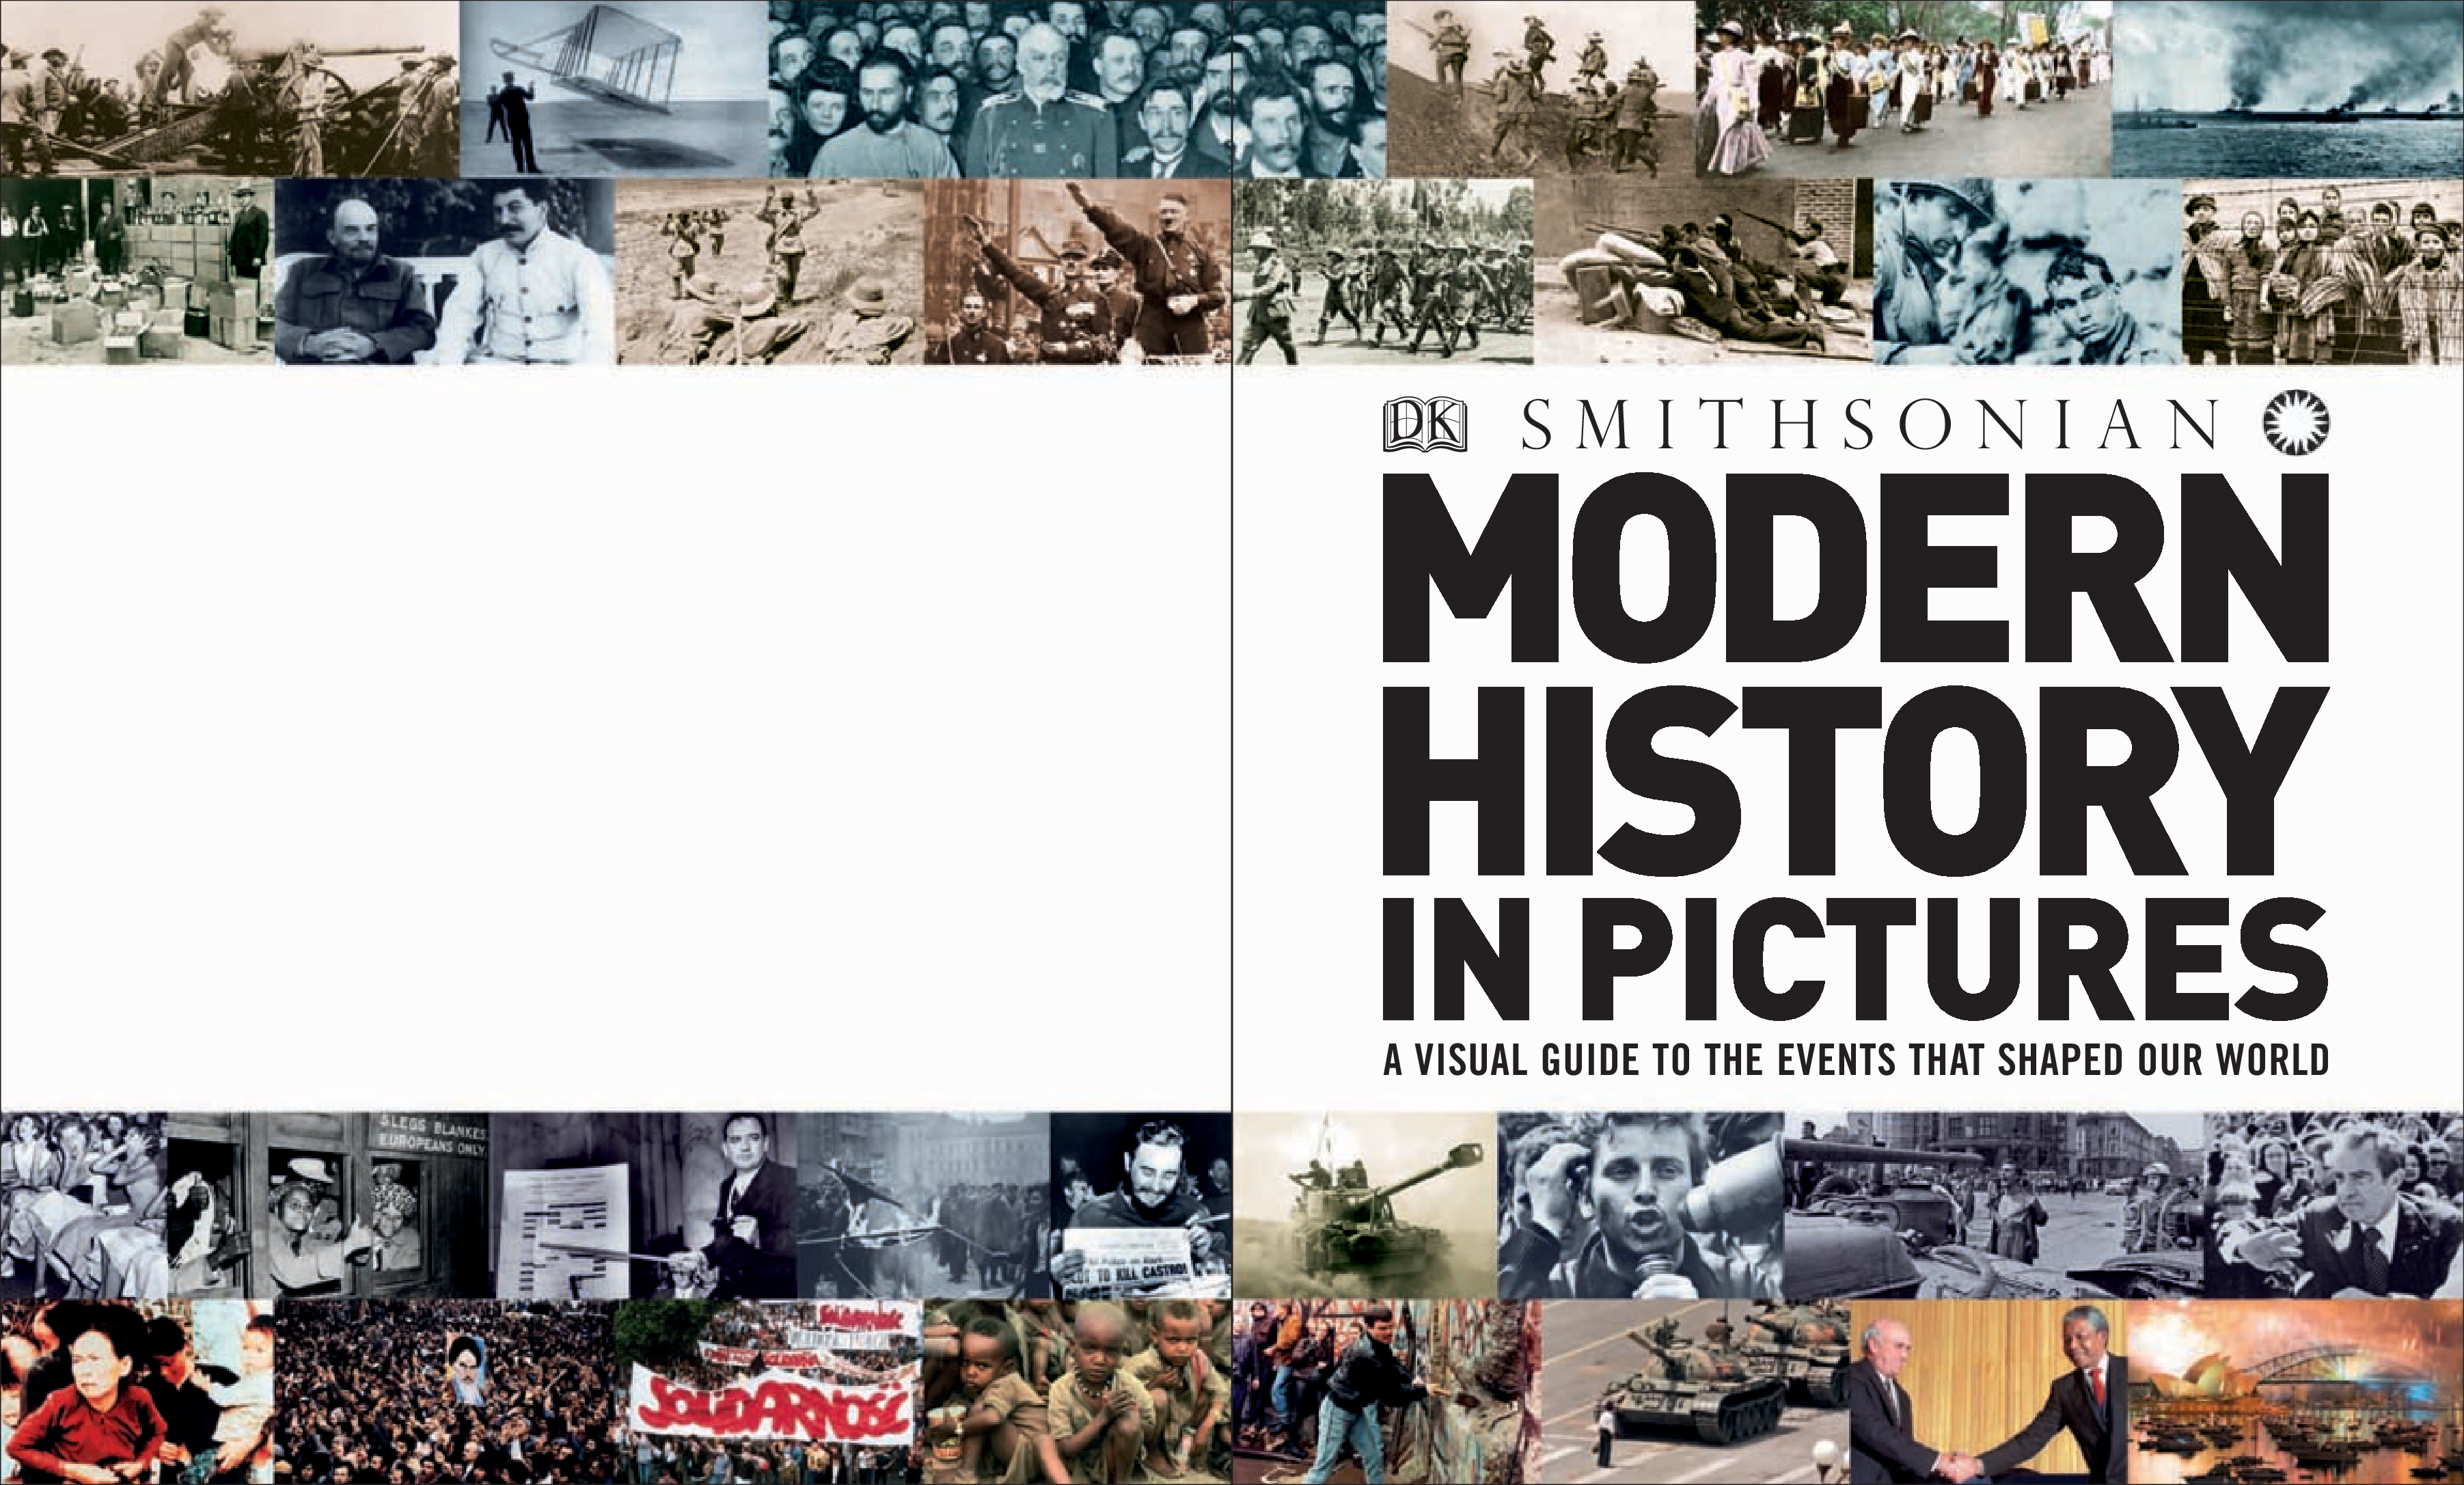 DK SMITHSONIAN
MODERN
HISTORY
IN PICTURES
A VISUAL GUIDE TO THE EVENTS THAT SHAPED OUR WORLD
SLEGS BLANKES
EUROPEANS ONLY
TO KILL CASTRO!
SOLIDARNOŚĆ